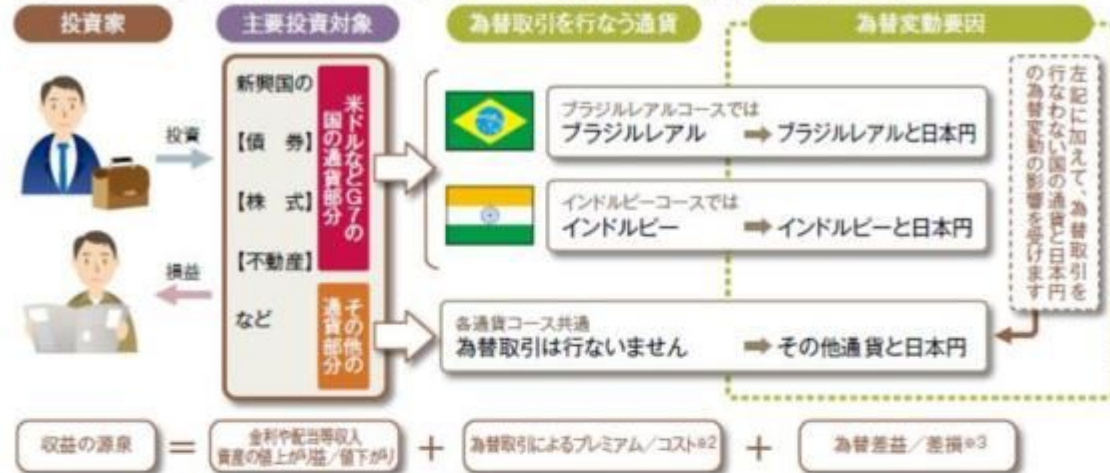 投資家
主要投資対象
為替取引を行なう通貨
為替変動要因
投資
損益
新興国の
【債 券】
【株 式】
【不動産】
など
米ドルなどG7の
国の通貨部分
その他の
通貨部分
ブラジルレアルコースでは
ブラジルレアル
ブラジルレアルと日本円
インドルピーコースでは
インドルピー
インドルピーと日本円
各通貨コース共通
為替取引は行ないません
その他通貨と日本円
左記に加えて、為替取引を
行なわない国の通貨と日本円
の為替変動の影響を受けます
収益の源泉
=
金利や配当等収入
資産の値上がり益/値下がり
+
為替取引によるプレミアム/コスト※2
+
為替差益/差損※3